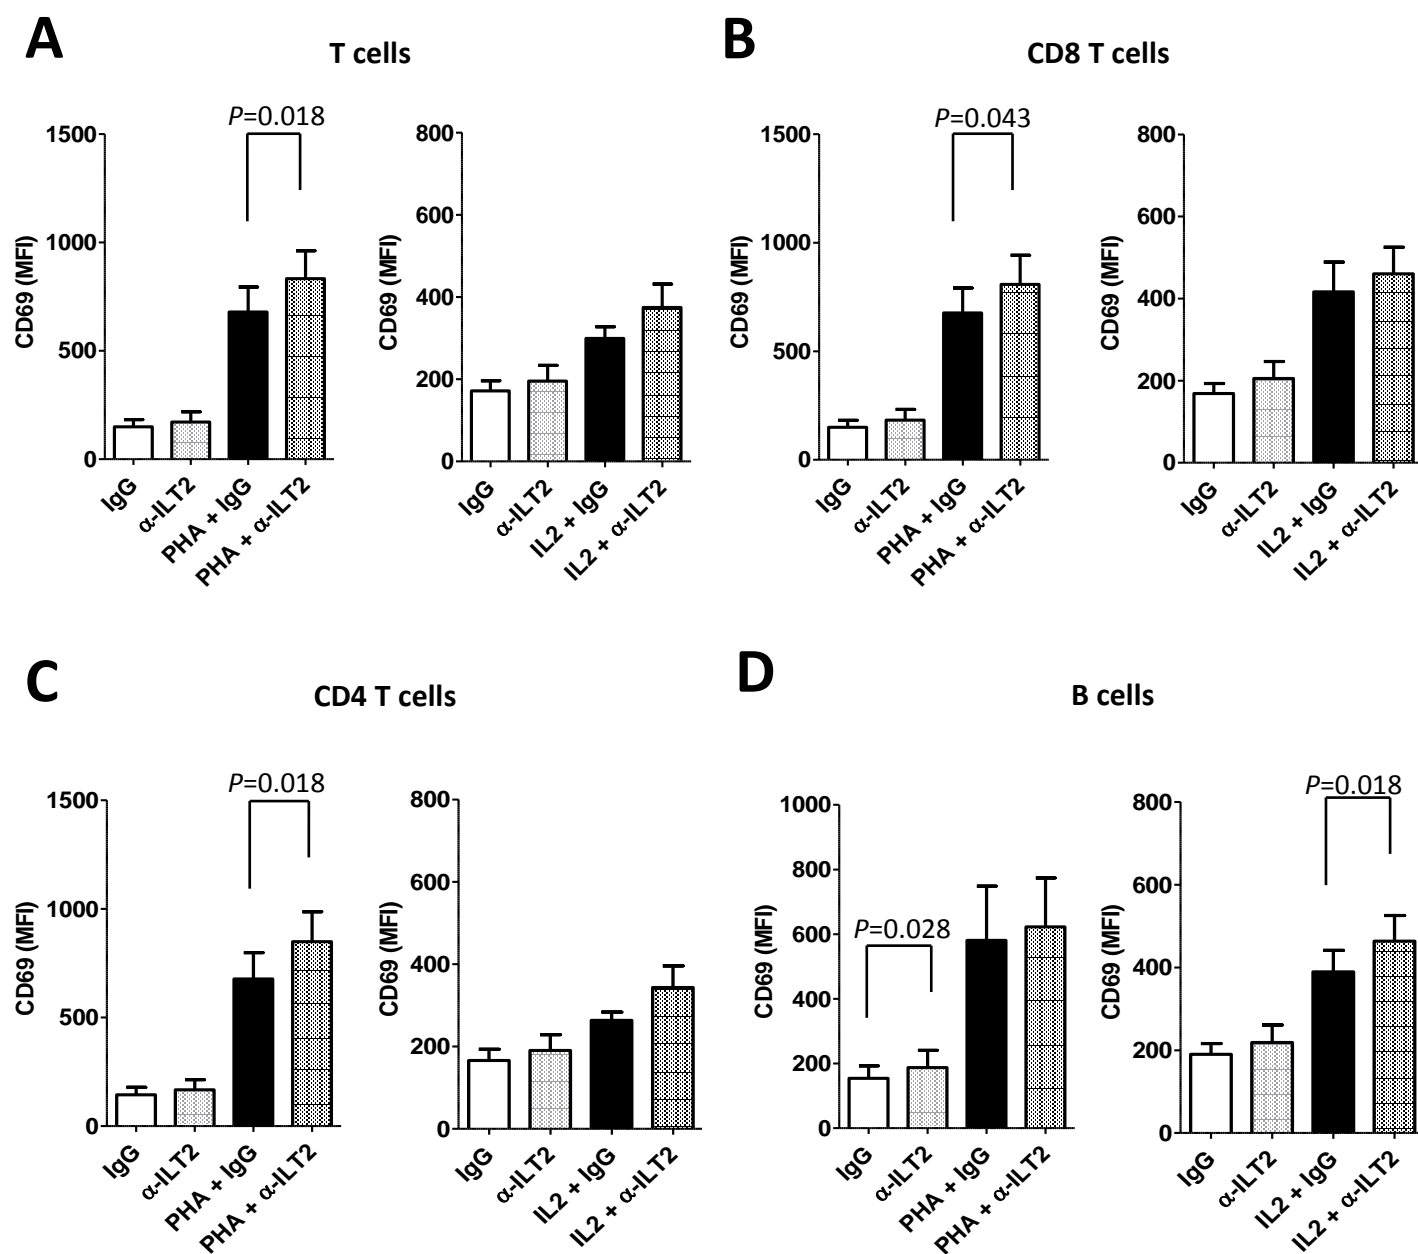 A
T cells
P=0.018
1500
1000
500
0
CD69 (MFI)
IgG
α-ILT2
PHA + IgG
PHA + α-ILT2
800
600
400
200
0
CD69 (MFI)
IgG
α-ILT2
IL2 + IgG
IL2 + α-ILT2
B
CD8 T cells
P=0.043
1500
1000
500
0
CD69 (MFI)
IgG
α-ILT2
PHA + IgG
PHA + α-ILT2
800
600
400
200
0
CD69 (MFI)
IgG
α-ILT2
IL2 + IgG
IL2 + α-ILT2
C
CD4 T cells
P=0.018
1500
1000
500
0
CD69 (MFI)
IgG
α-ILT2
PHA + IgG
PHA + α-ILT2
800
600
400
200
0
CD69 (MFI)
IgG
α-ILT2
IL2 + IgG
IL2 + α-ILT2
D
B cells
1000
800
600
400
200
0
CD69 (MFI)
P=0.028
IgG
α-ILT2
PHA + IgG
PHA + α-ILT2
P=0.018
800
600
400
200
0
CD69 (MFI)
IgG
α-ILT2
IL2 + IgG
IL2 + α-ILT2